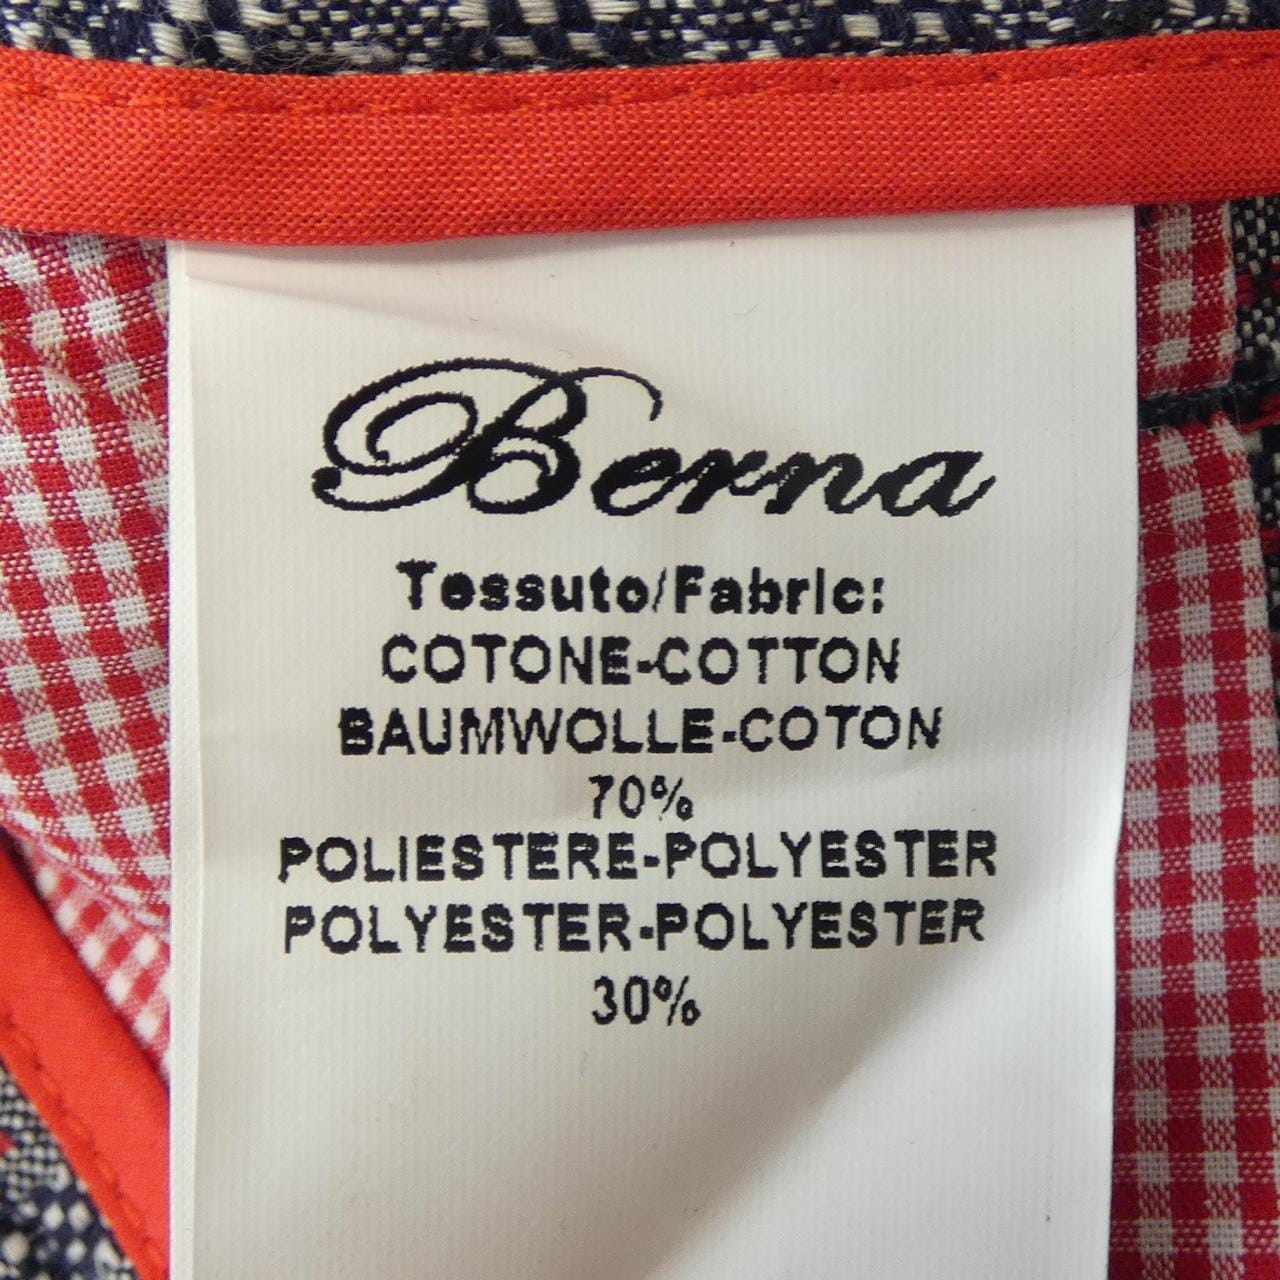 Berna
Tessuto/Fabric:
COTONE-COTTON
BAUMWOLLE-COTON
70%
POLIESTERE-POLYESTER
POLYESTER-POLYESTER
30%